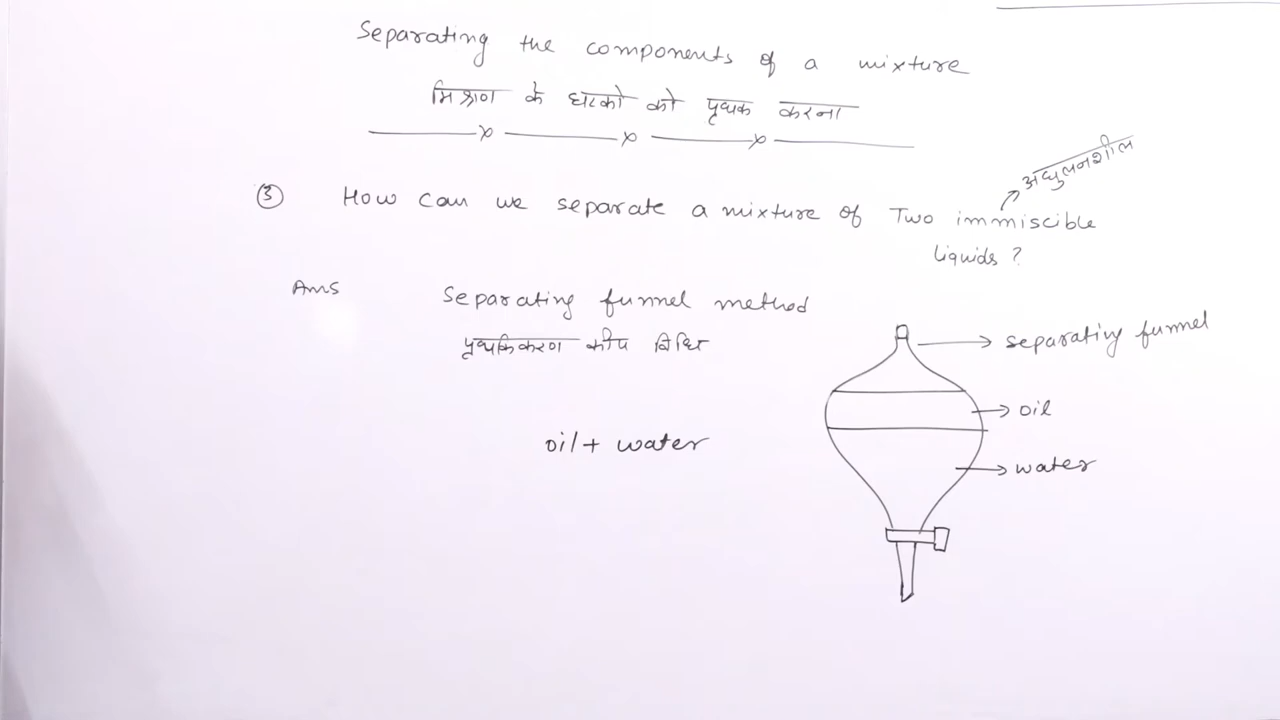 Separating the components of a mixture
मिश्रण के घटको को पृथक करना
③ How can we separate a mixture of Two immiscible
अघुलनशील
liquids ?
Ans Separating funnel method
पृथकिकरण कीप विधि
separating funnel
oil
oil + water
water